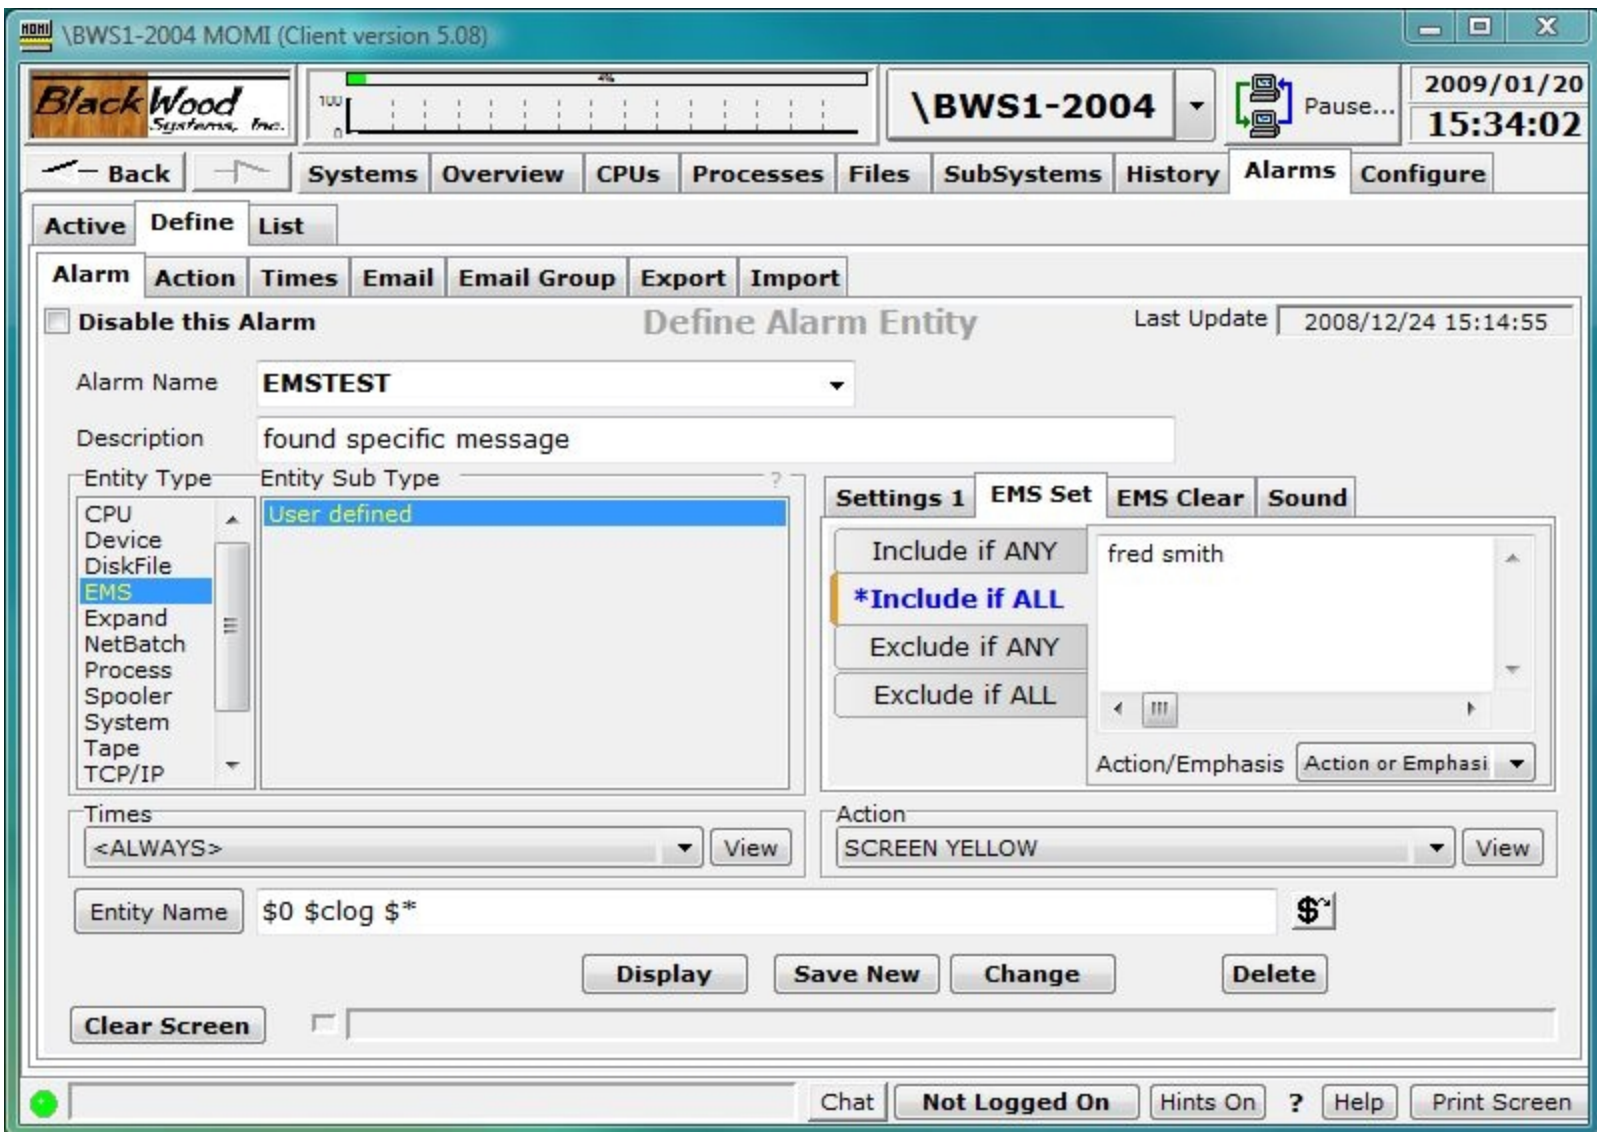 MOMI \BWS1-2004 MOMI (Client version 5.08)
BlackWood
Systems, Inc.
4%
100
0
\BWS1-2004
Pause...
2009/01/20
15:34:02
Back Systems Overview CPUs Processes Files SubSystems History Alarms Configure
Active Define List
Alarm Action Times Email Email Group Export Import
Disable this Alarm Define Alarm Entity Last Update 2008/12/24 15:14:55
Alarm Name EMSTEST
Description found specific message
Entity Type Entity Sub Type ?
CPU
Device
DiskFile
EMS
Expand
NetBatch
Process
Spooler
System
Tape
TCP/IP
User defined
Settings 1 EMS Set EMS Clear Sound
Include if ANY
*Include if ALL
Exclude if ANY
Exclude if ALL
fred smith
Action/Emphasis Action or Emphasi
Times
<ALWAYS> View
Action
SCREEN YELLOW View
Entity Name $0 $clog $* $
Display Save New Change Delete
Clear Screen
Chat Not Logged On Hints On ? Help Print Screen